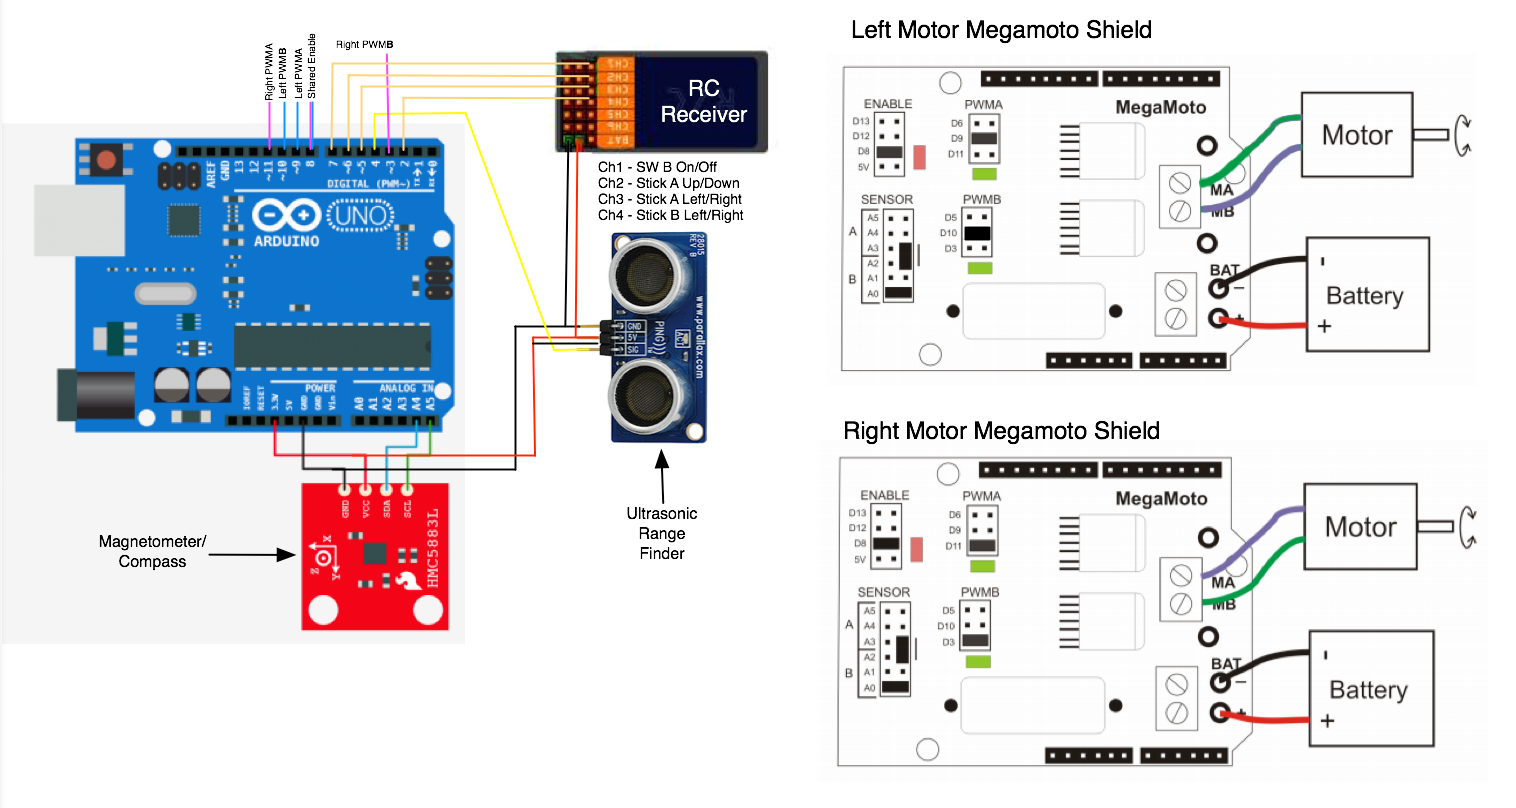 Right PWMA
Left PWMB
Left PWMA
Shared Enable
Right PWMB
AREF
GND
13
12
~11
~10
~9
8
7
~6
~5
4
~3
2
TX→1
RX←0
DIGITAL (PWM~)
UNO
ARDUINO
IOREF
RESET
3.3V
5V
GND
GND
Vin
POWER
ANALOG IN
A0
A1
A2
A3
A4
A5
CH1
CH2
CH3
CH4
CH5
CH6
BAT
RC
Receiver
Ch1 - SW B On/Off
Ch2 - Stick A Up/Down
Ch3 - Stick A Left/Right
Ch4 - Stick B Left/Right
28015
REV B
www.parallax.com
PING)))
GND
5V
SIG
ACT
Ultrasonic
Range
Finder
Magnetometer/
Compass
GND
VCC
SDA
SCL
X
Y
Z
HMC5883L
Left Motor Megamoto Shield
ENABLE
D13
D12
D8
5V
PWMA
D6
D9
D11
MegaMoto
SENSOR
A
B
A5
A4
A3
A2
A1
A0
PWMB
D5
D10
D3
MA
MB
BAT
−
+
Motor
-
Battery
+
Right Motor Megamoto Shield
ENABLE
D13
D12
D8
5V
PWMA
D6
D9
D11
MegaMoto
SENSOR
A
B
A5
A4
A3
A2
A1
A0
PWMB
D5
D10
D3
MA
MB
BAT
−
+
Motor
-
Battery
+